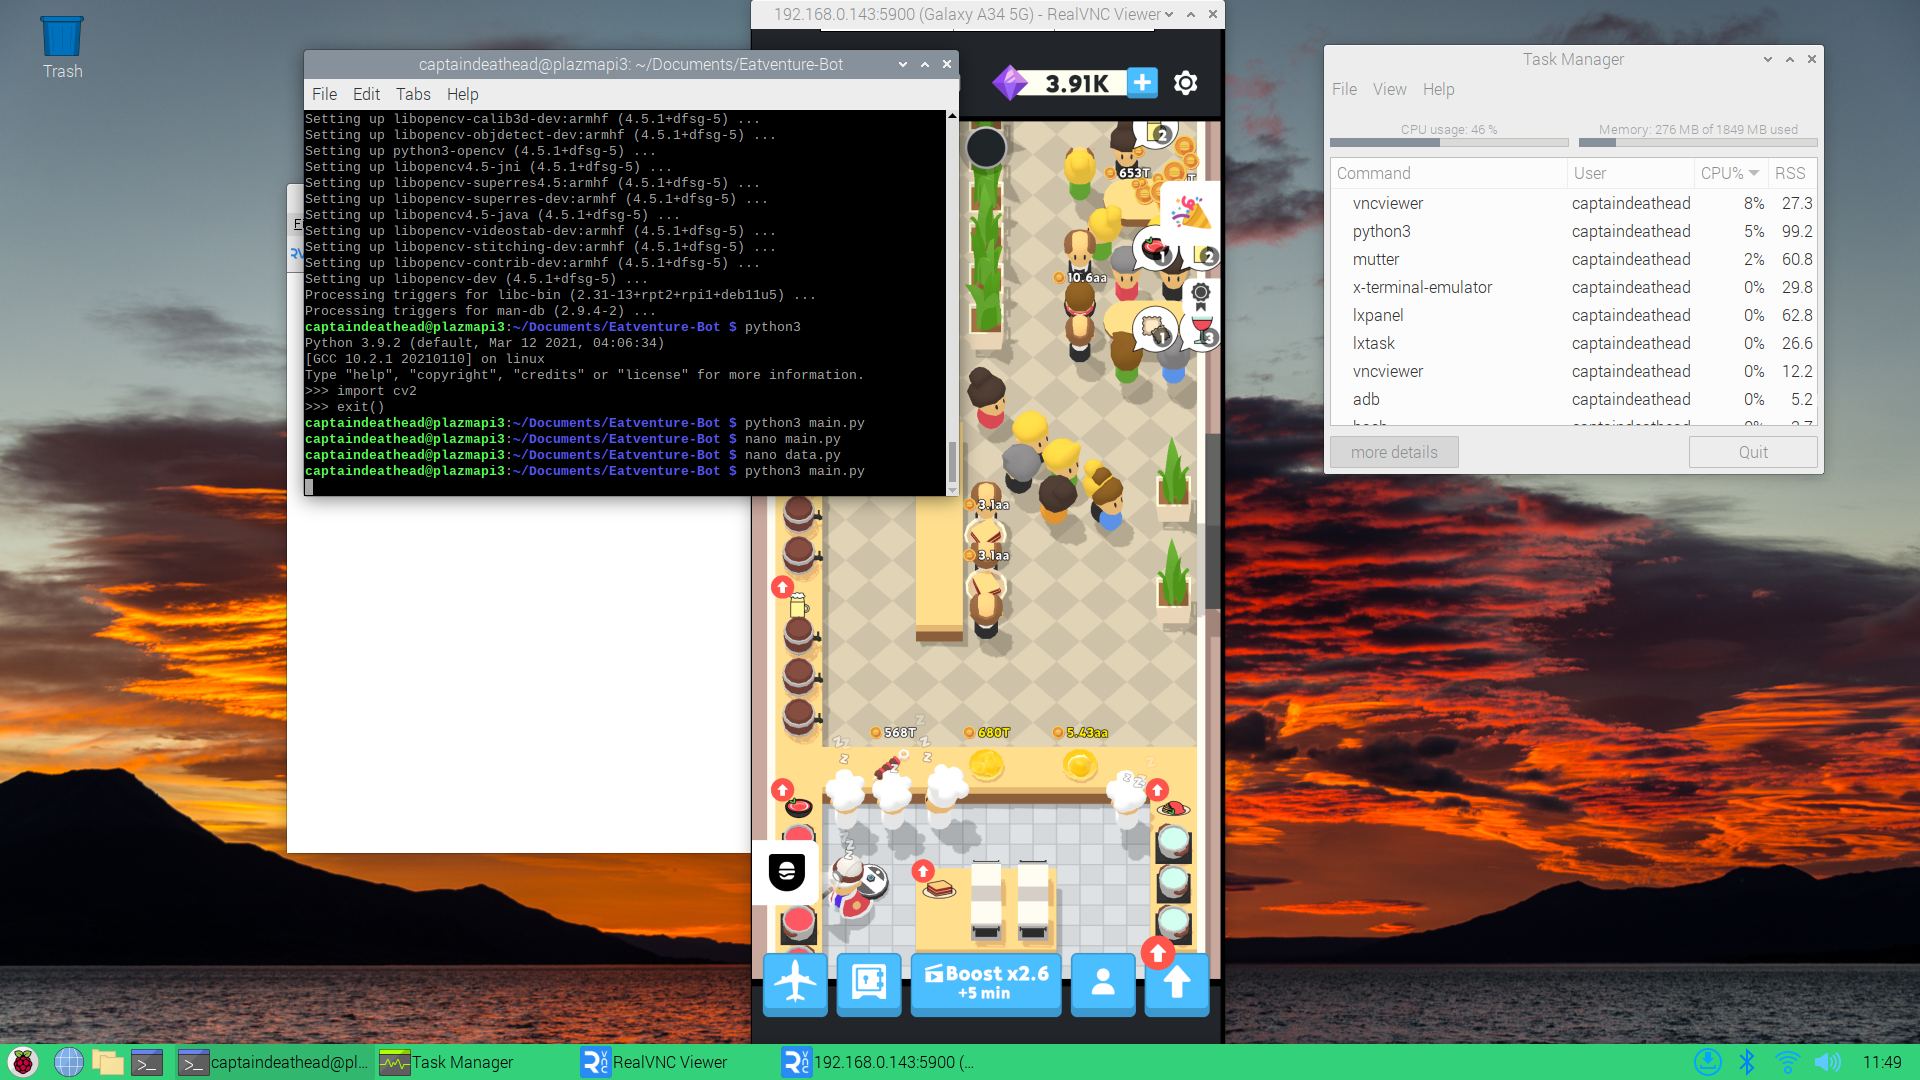 Trash
192.168.0.143:5900 (Galaxy A34 5G) - RealVNC Viewer
captaindeathead@plazmapi3: ~/Documents/Eatventure-Bot
File Edit Tabs Help
Setting up libopencv-calib3d-dev:armhf (4.5.1+dfsg-5) ...
Setting up libopencv-objdetect-dev:armhf (4.5.1+dfsg-5) ...
Setting up python3-opencv (4.5.1+dfsg-5) ...
Setting up libopencv4.5-jni (4.5.1+dfsg-5) ...
Setting up libopencv-superres4.5:armhf (4.5.1+dfsg-5) ...
Setting up libopencv-superres-dev:armhf (4.5.1+dfsg-5) ...
Setting up libopencv4.5-java (4.5.1+dfsg-5) ...
Setting up libopencv-videostab-dev:armhf (4.5.1+dfsg-5) ...
Setting up libopencv-stitching-dev:armhf (4.5.1+dfsg-5) ...
Setting up libopencv-contrib-dev:armhf (4.5.1+dfsg-5) ...
Setting up libopencv-dev (4.5.1+dfsg-5) ...
Processing triggers for libc-bin (2.31-13+rpt2+rpi1+deb11u5) ...
Processing triggers for man-db (2.9.4-2) ...
captaindeathead@plazmapi3:~/Documents/Eatventure-Bot $ python3
Python 3.9.2 (default, Mar 12 2021, 04:06:34)
[GCC 10.2.1 20210110] on linux
Type "help", "copyright", "credits" or "license" for more information.
>>> import cv2
>>> exit()
captaindeathead@plazmapi3:~/Documents/Eatventure-Bot $ python3 main.py
captaindeathead@plazmapi3:~/Documents/Eatventure-Bot $ nano main.py
captaindeathead@plazmapi3:~/Documents/Eatventure-Bot $ nano data.py
captaindeathead@plazmapi3:~/Documents/Eatventure-Bot $ python3 main.py
3.91K
2
653T
1
2
10.6aa
1
3
3.1aa
3.1aa
568T
680T
5.43aa
Boost x2.6
+5 min
Task Manager
File View Help
CPU usage: 46 %
Memory: 276 MB of 1849 MB used
Command User CPU% RSS
vncviewer captaindeathead 8% 27.3
python3 captaindeathead 5% 99.2
mutter captaindeathead 2% 60.8
x-terminal-emulator captaindeathead 0% 29.8
lxpanel captaindeathead 0% 62.8
lxtask captaindeathead 0% 26.6
vncviewer captaindeathead 0% 12.2
adb captaindeathead 0% 5.2
more details
Quit
captaindeathead@pl...
Task Manager
RealVNC Viewer
192.168.0.143:5900 (...
11:49